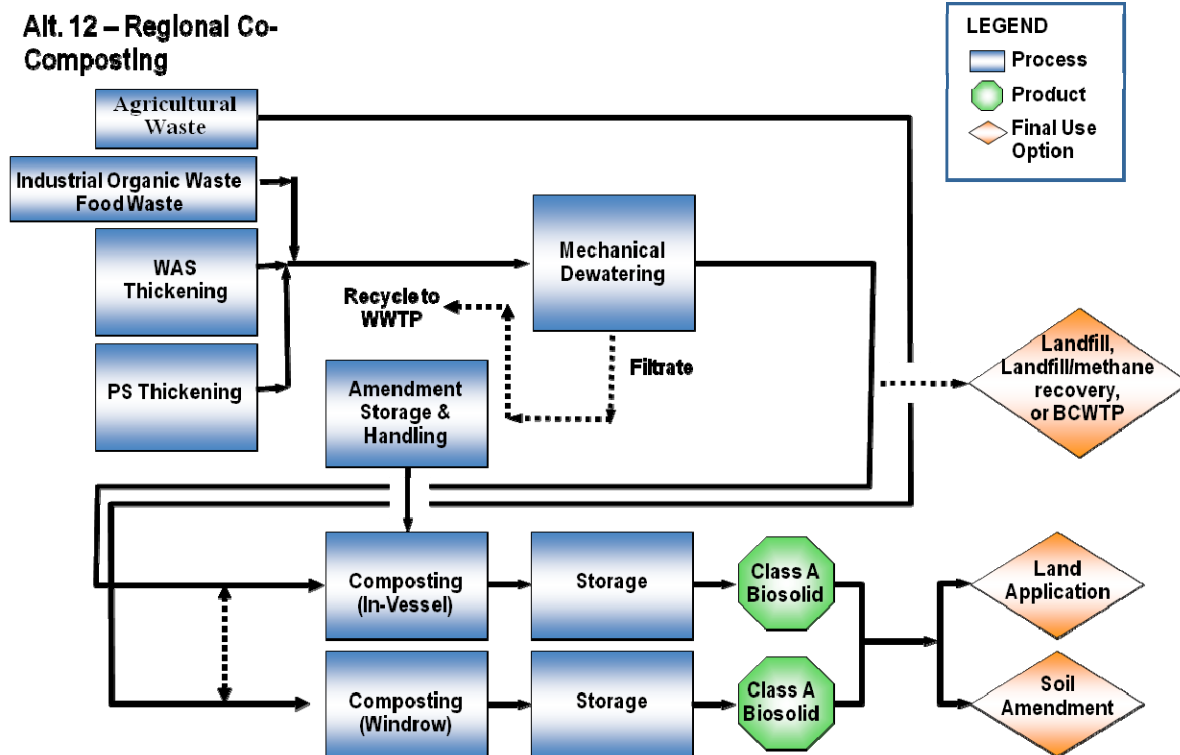 Alt. 12 – Regional Co-
Composting
LEGEND
Process
Product
Final Use
Option
Agricultural
Waste
Industrial Organic Waste
Food Waste
WAS
Thickening
PS Thickening
Mechanical
Dewatering
Recycle to
WWTP
Filtrate
Amendment
Storage &
Handling
Landfill,
Landfill/methane
recovery,
or BCWTP
Composting
(In-Vessel)
Storage
Class A
Biosolid
Land
Application
Composting
(Windrow)
Storage
Class A
Biosolid
Soil
Amendment